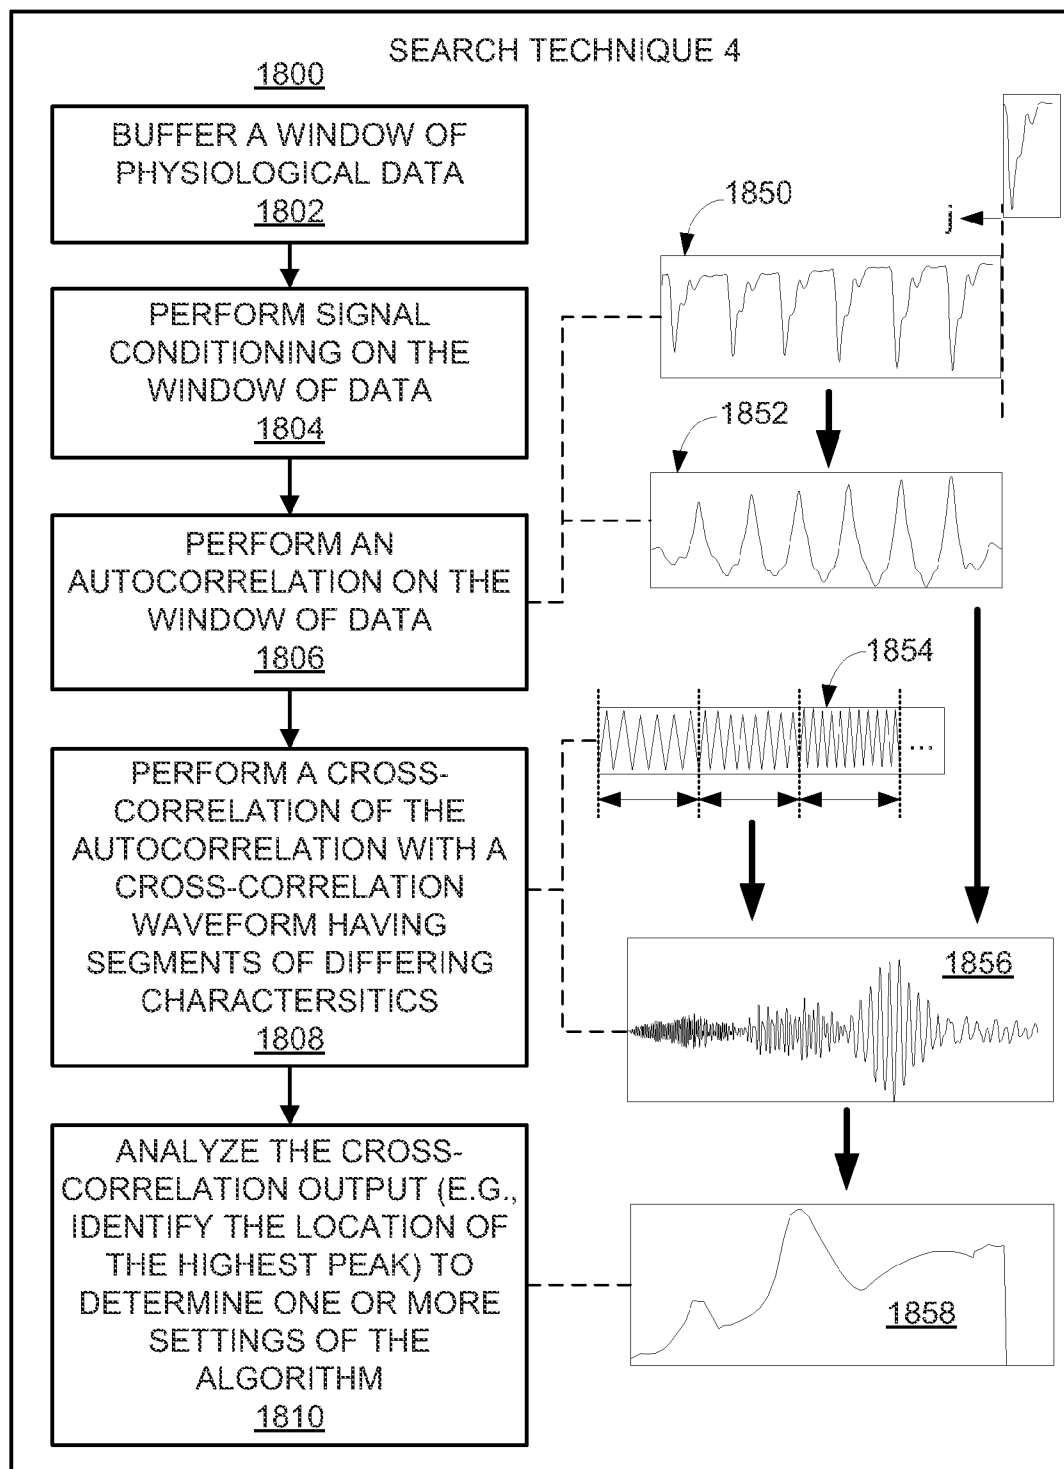 SEARCH TECHNIQUE 4
1800
BUFFER A WINDOW OF
PHYSIOLOGICAL DATA
1802
PERFORM SIGNAL
CONDITIONING ON THE
WINDOW OF DATA
1804
PERFORM AN
AUTOCORRELATION ON THE
WINDOW OF DATA
1806
PERFORM A CROSS-
CORRELATION OF THE
AUTOCORRELATION WITH A
CROSS-CORRELATION
WAVEFORM HAVING
SEGMENTS OF DIFFERING
CHARACTERSITICS
1808
ANALYZE THE CROSS-
CORRELATION OUTPUT (E.G.,
IDENTIFY THE LOCATION OF
THE HIGHEST PEAK) TO
DETERMINE ONE OR MORE
SETTINGS OF THE
ALGORITHM
1810
j
1850
1852
1854
...
1856
1858